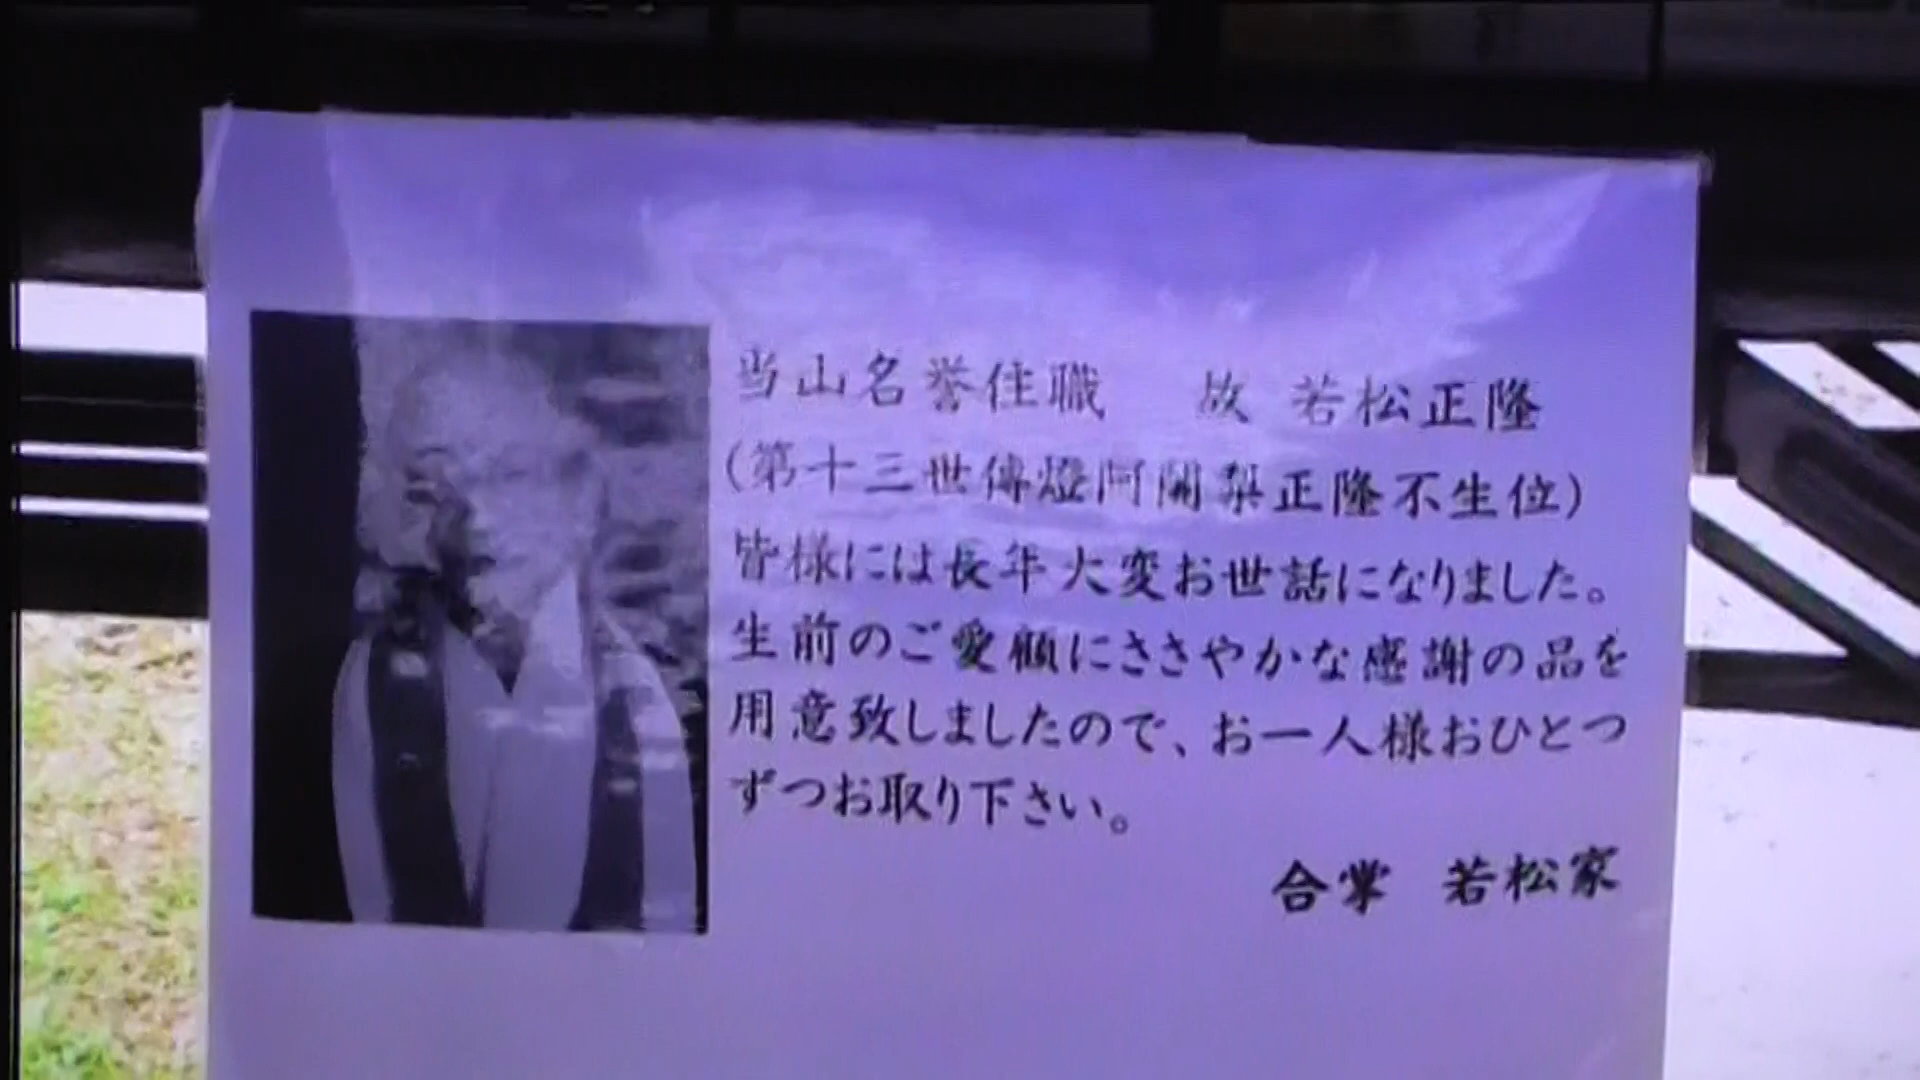 当山名誉住職 故 若松正隆
(第十三世傳燈阿闍梨正隆不生位)
皆様には長年大変お世話になりました。
生前のご愛顧にささやかな感謝の品を
用意致しましたので、お一人様おひとつ
ずつお取り下さい。
合掌 若松家